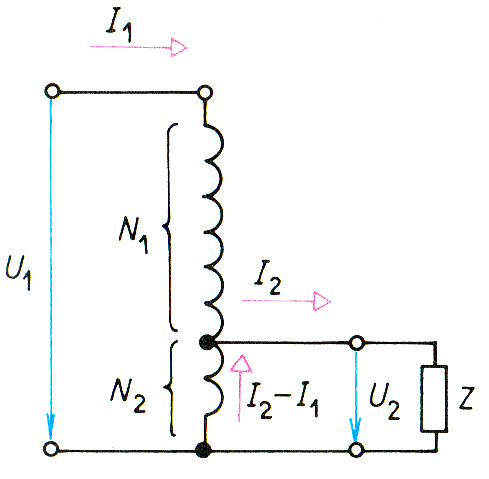 I₁
N₁
U₁
I₂
N₂
I₂–I₁
U₂
Z